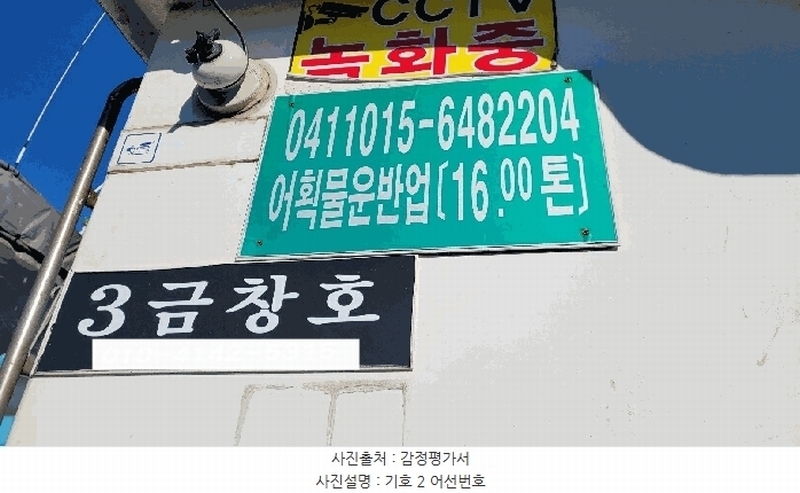 CCTV
녹화중
0411015-6482204
어획물운반업(16.00 톤)
3금창호
사진출처 : 감정평가서
사진설명 : 기호 2 어선번호